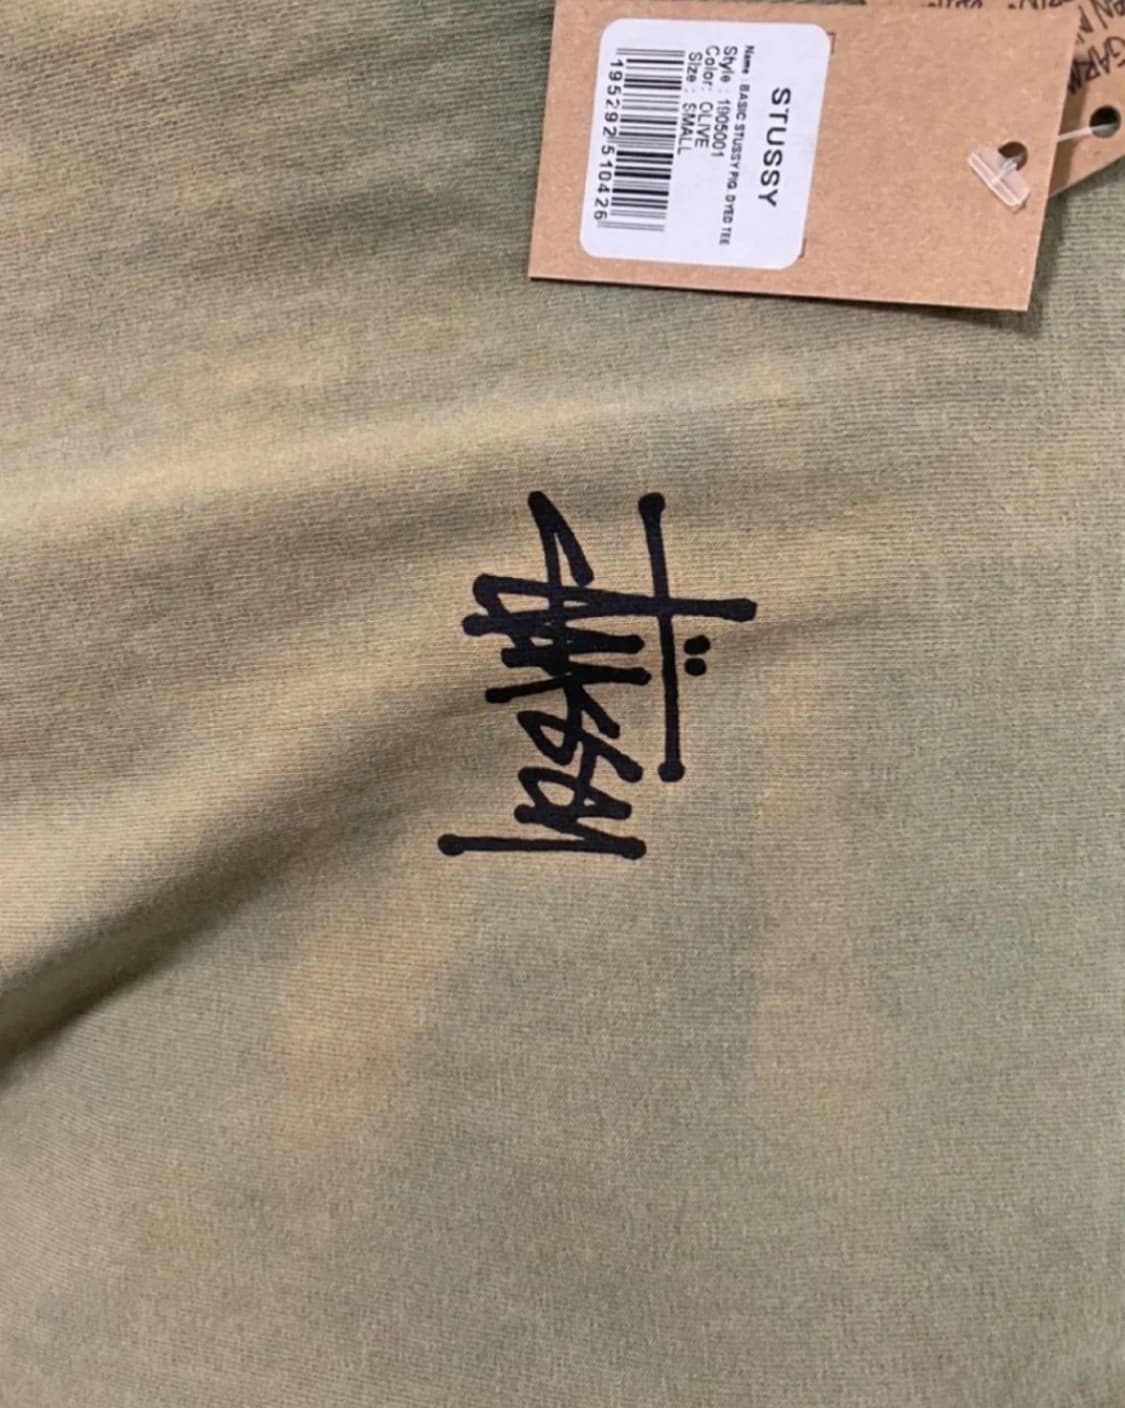 STUSSY
Name : BASIC STUSSY PIG. DYED TEE
Style : 1905001
Color: OLIVE
Size : SMALL
195292510426
Stüssy